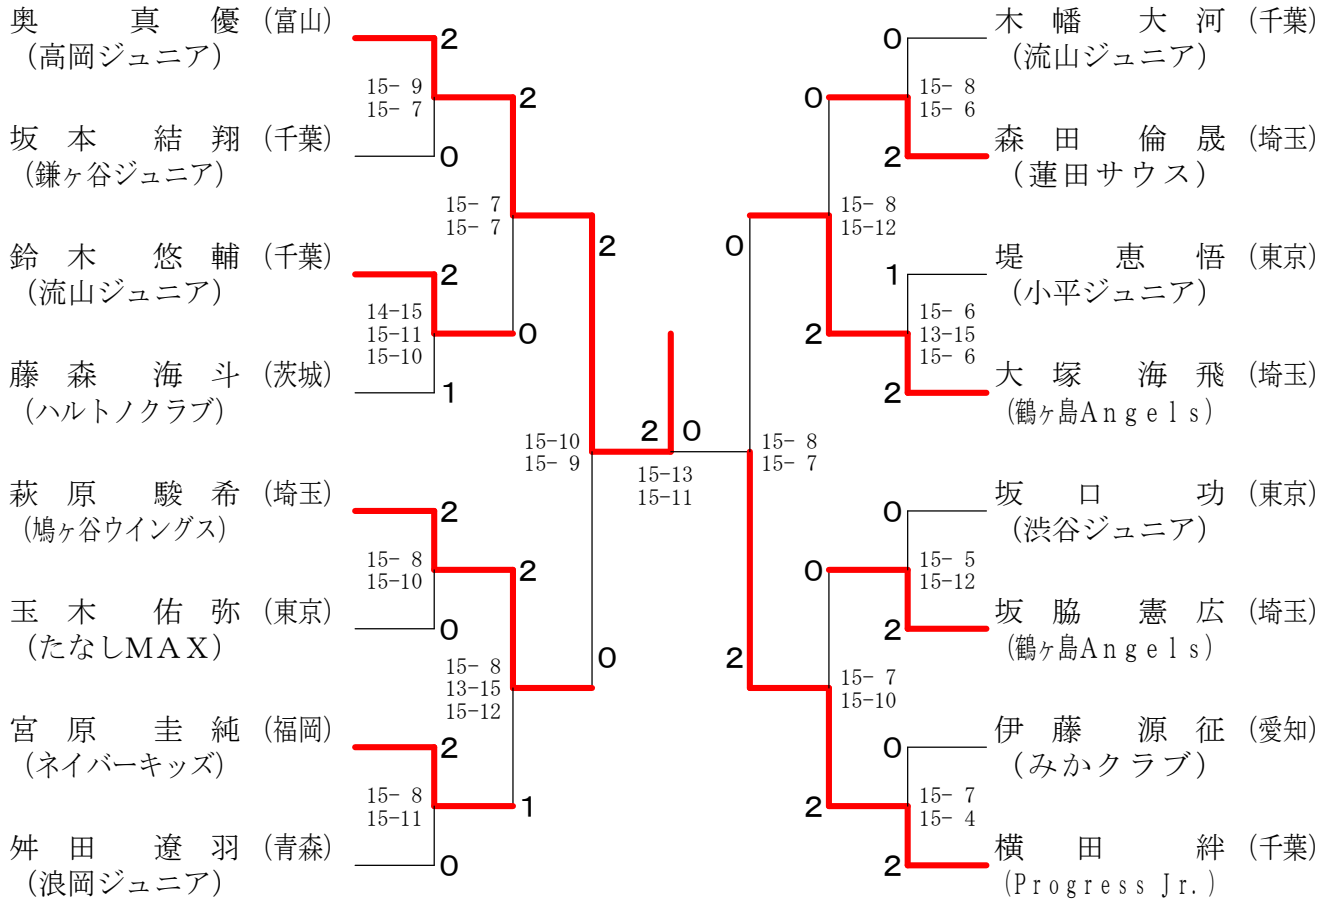 奥 真 優 (富山)
(高岡ジュニア)
2
15- 9
15- 7
2
坂 本 結 翔 (千葉)
(鎌ヶ谷ジュニア)
0
15- 7
15- 7
2
鈴 木 悠 輔 (千葉)
(流山ジュニア)
2
14-15
15-11
15-10
0
藤 森 海 斗 (茨城)
(ハルトノクラブ)
1
15-10
15- 9
萩 原 駿 希 (埼玉)
(鳩ヶ谷ウイングス)
2
15- 8
15-10
2
玉 木 佑 弥 (東京)
(たなしMAX)
0
15- 8
13-15
15-12
0
宮 原 圭 純 (福岡)
(ネイバーキッズ)
2
15- 8
15-11
1
舛 田 遼 羽 (青森)
(浪岡ジュニア)
0
2 0
15-13
15-11
木 幡 大 河 (千葉)
(流山ジュニア)
0
15- 8
15- 6
0
森 田 倫 晟 (埼玉)
(蓮田サウス)
2
15- 8
15-12
0
堤 恵 悟 (東京)
(小平ジュニア)
1
15- 6
13-15
15- 6
2
大 塚 海 飛 (埼玉)
(鶴ヶ島Angels)
2
15- 8
15- 7
坂 口 功 (東京)
(渋谷ジュニア)
0
15- 5
15-12
0
坂 脇 憲 広 (埼玉)
(鶴ヶ島Angels)
2
15- 7
15-10
2
伊 藤 源 征 (愛知)
(みかクラブ)
0
15- 7
15- 4
2
横 田 絆 (千葉)
(Progress Jr.)
2